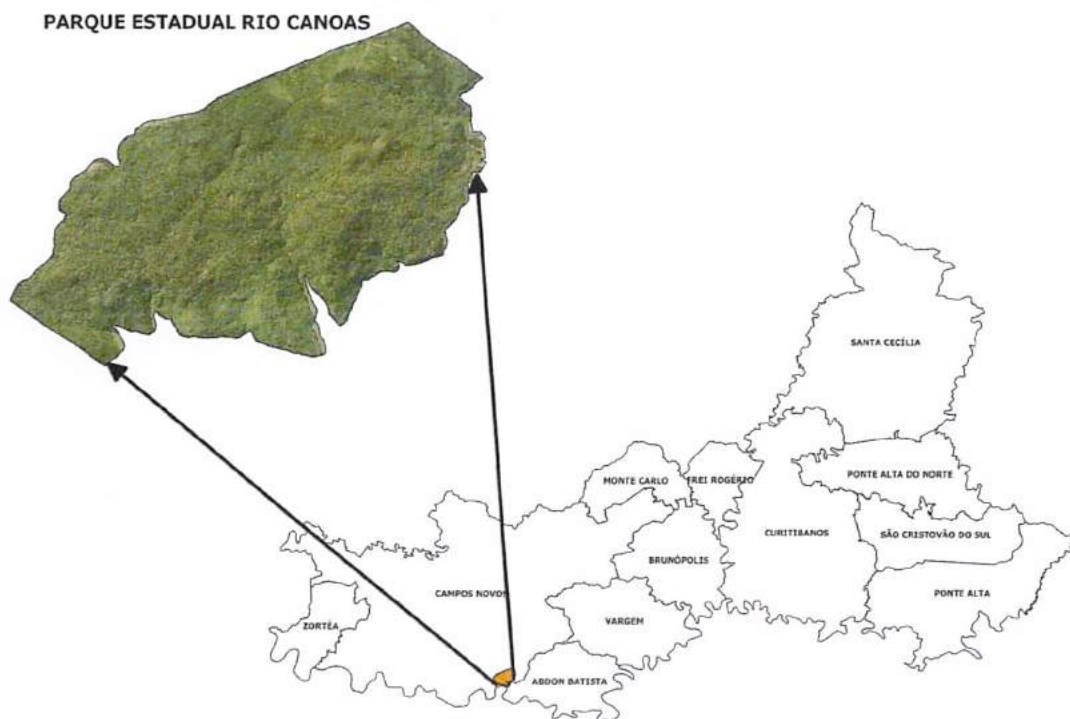 PARQUE ESTADUAL RIO CANOAS
SANTA CECÍLIA
PONTE ALTA DO NORTE
MONTE CARLO
FREI ROGÉRIO
CURITIBANOS
SÃO CRISTOVÃO DO SUL
BRUNÓPOLIS
CAMPOS NOVOS
PONTE ALTA
VARGEM
ZORTÉA
ABDON BATISTA